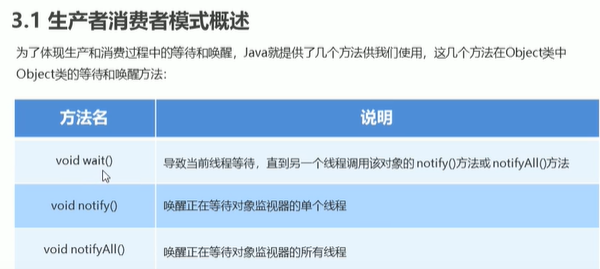 3.1 生产者消费者模式概述
为了体现生产和消费过程中的等待和唤醒，Java就提供了几个方法供我们使用，这几个方法在Object类中
Object类的等待和唤醒方法：
方法名 说明
void wait() 导致当前线程等待，直到另一个线程调用该对象的 notify()方法或 notifyAll()方法
void notify() 唤醒正在等待对象监视器的单个线程
void notifyAll() 唤醒正在等待对象监视器的所有线程